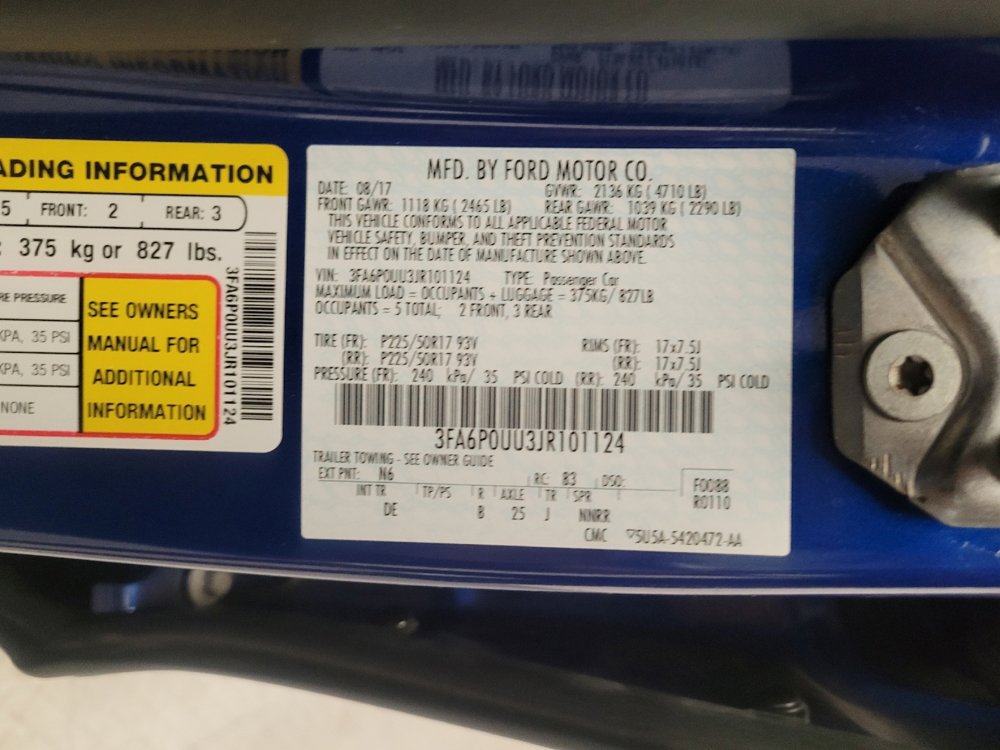 ADING INFORMATION
5 FRONT: 2 REAR: 3
375 kg or 827 lbs.
RE PRESSURE
KPA, 35 PSI
KPA, 35 PSI
NONE
SEE OWNERS
MANUAL FOR
ADDITIONAL
INFORMATION
3FA6P0UU3JR101124
MFD. BY FORD MOTOR CO.
DATE: 08/17 GVWR: 2136 KG ( 4710 LB)
FRONT GAWR: 1118 KG ( 2465 LB) REAR GAWR: 1039 KG ( 2290 LB)
THIS VEHICLE CONFORMS TO ALL APPLICABLE FEDERAL MOTOR
VEHICLE SAFETY, BUMPER, AND THEFT PREVENTION STANDARDS
IN EFFECT ON THE DATE OF MANUFACTURE SHOWN ABOVE.
VIN: 3FA6P0UU3JR101124 TYPE: Passenger Car
MAXIMUM LOAD = OCCUPANTS + LUGGAGE = 375KG/ 827LB
OCCUPANTS = 5 TOTAL; 2 FRONT, 3 REAR
TIRE (FR): P225/50R17 93V RIMS (FR): 17x7.5J
(RR): P225/50R17 93V (RR): 17x7.5J
PRESSURE (FR): 240 kPa/ 35 PSI COLD (RR): 240 kPa/ 35 PSI COLD
3FA6P0UU3JR101124
TRAILER TOWING - SEE OWNER GUIDE
EXT PNT: N6 RC: 83 DSO:
F0088
R0110
INT TR TP/PS R AXLE TR SPR
DE B 25 J NNRR
CMC 5U5A-5420472-AA